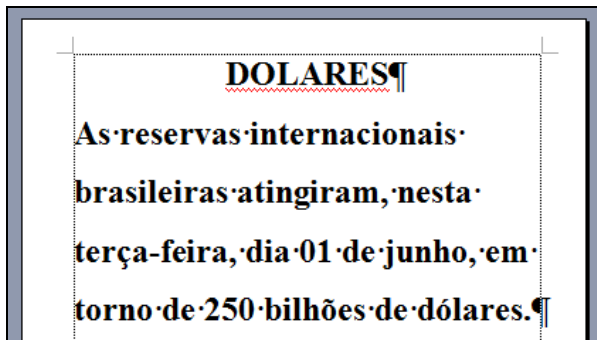 DOLARES¶
As·reservas·internacionais·
brasileiras·atingiram,·nesta·
terça-feira,·dia·01·de·junho,·em·
torno·de·250·bilhões·de·dólares.¶